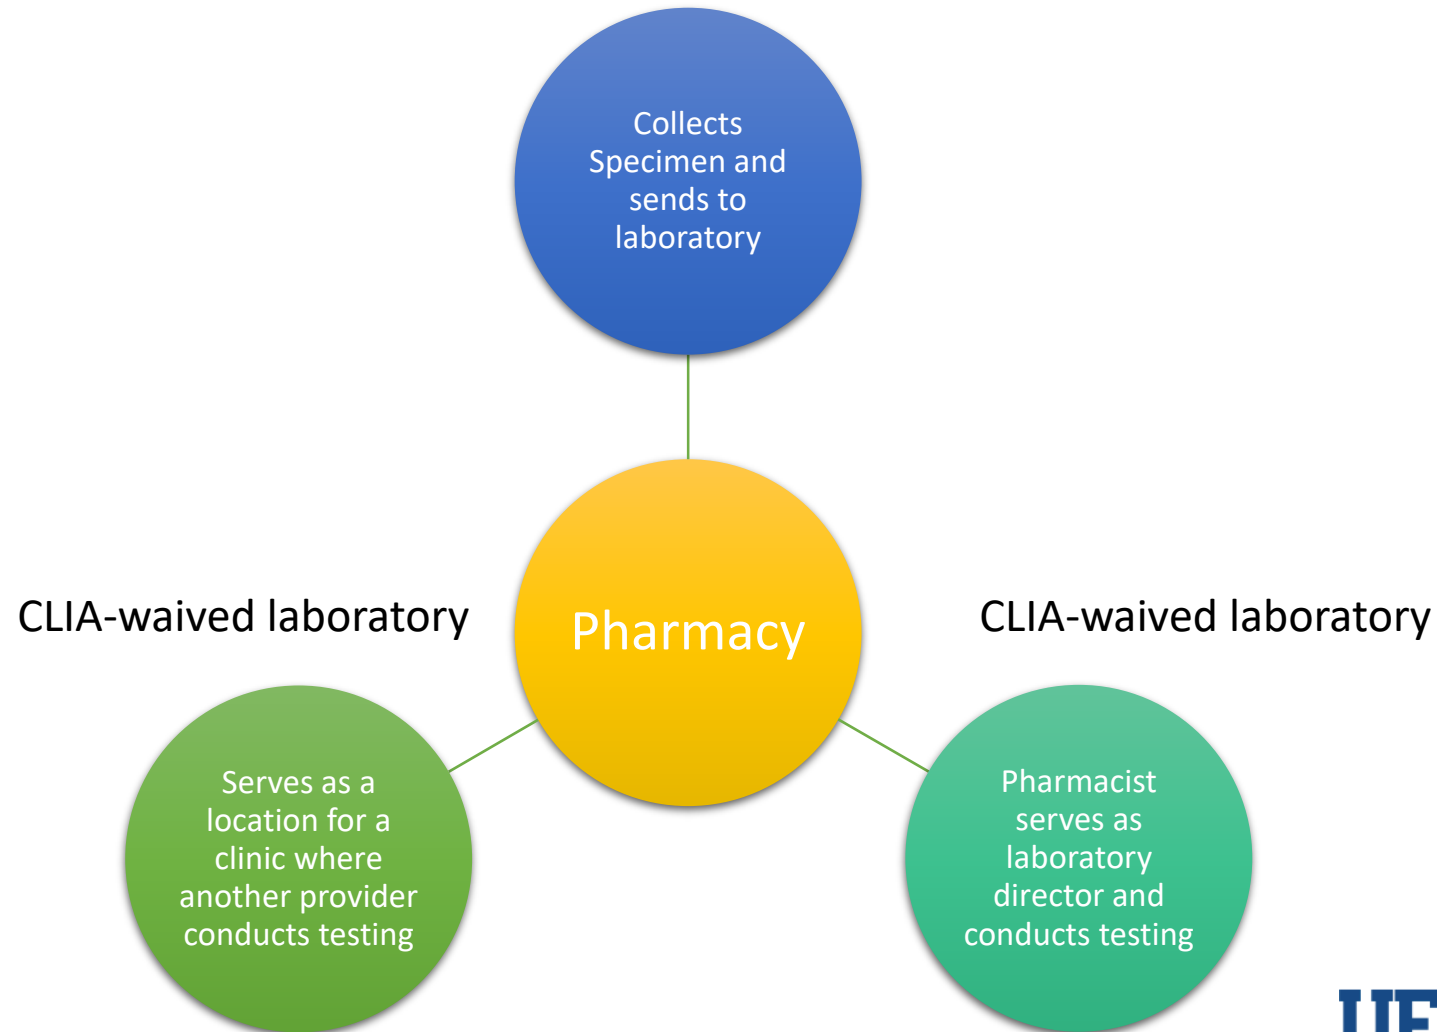 Collects
Specimen and
sends to
laboratory
CLIA-waived laboratory
Pharmacy
CLIA-waived laboratory
Serves as a
location for a
clinic where
another provider
conducts testing
Pharmacist
serves as
laboratory
director and
conducts testing
UF